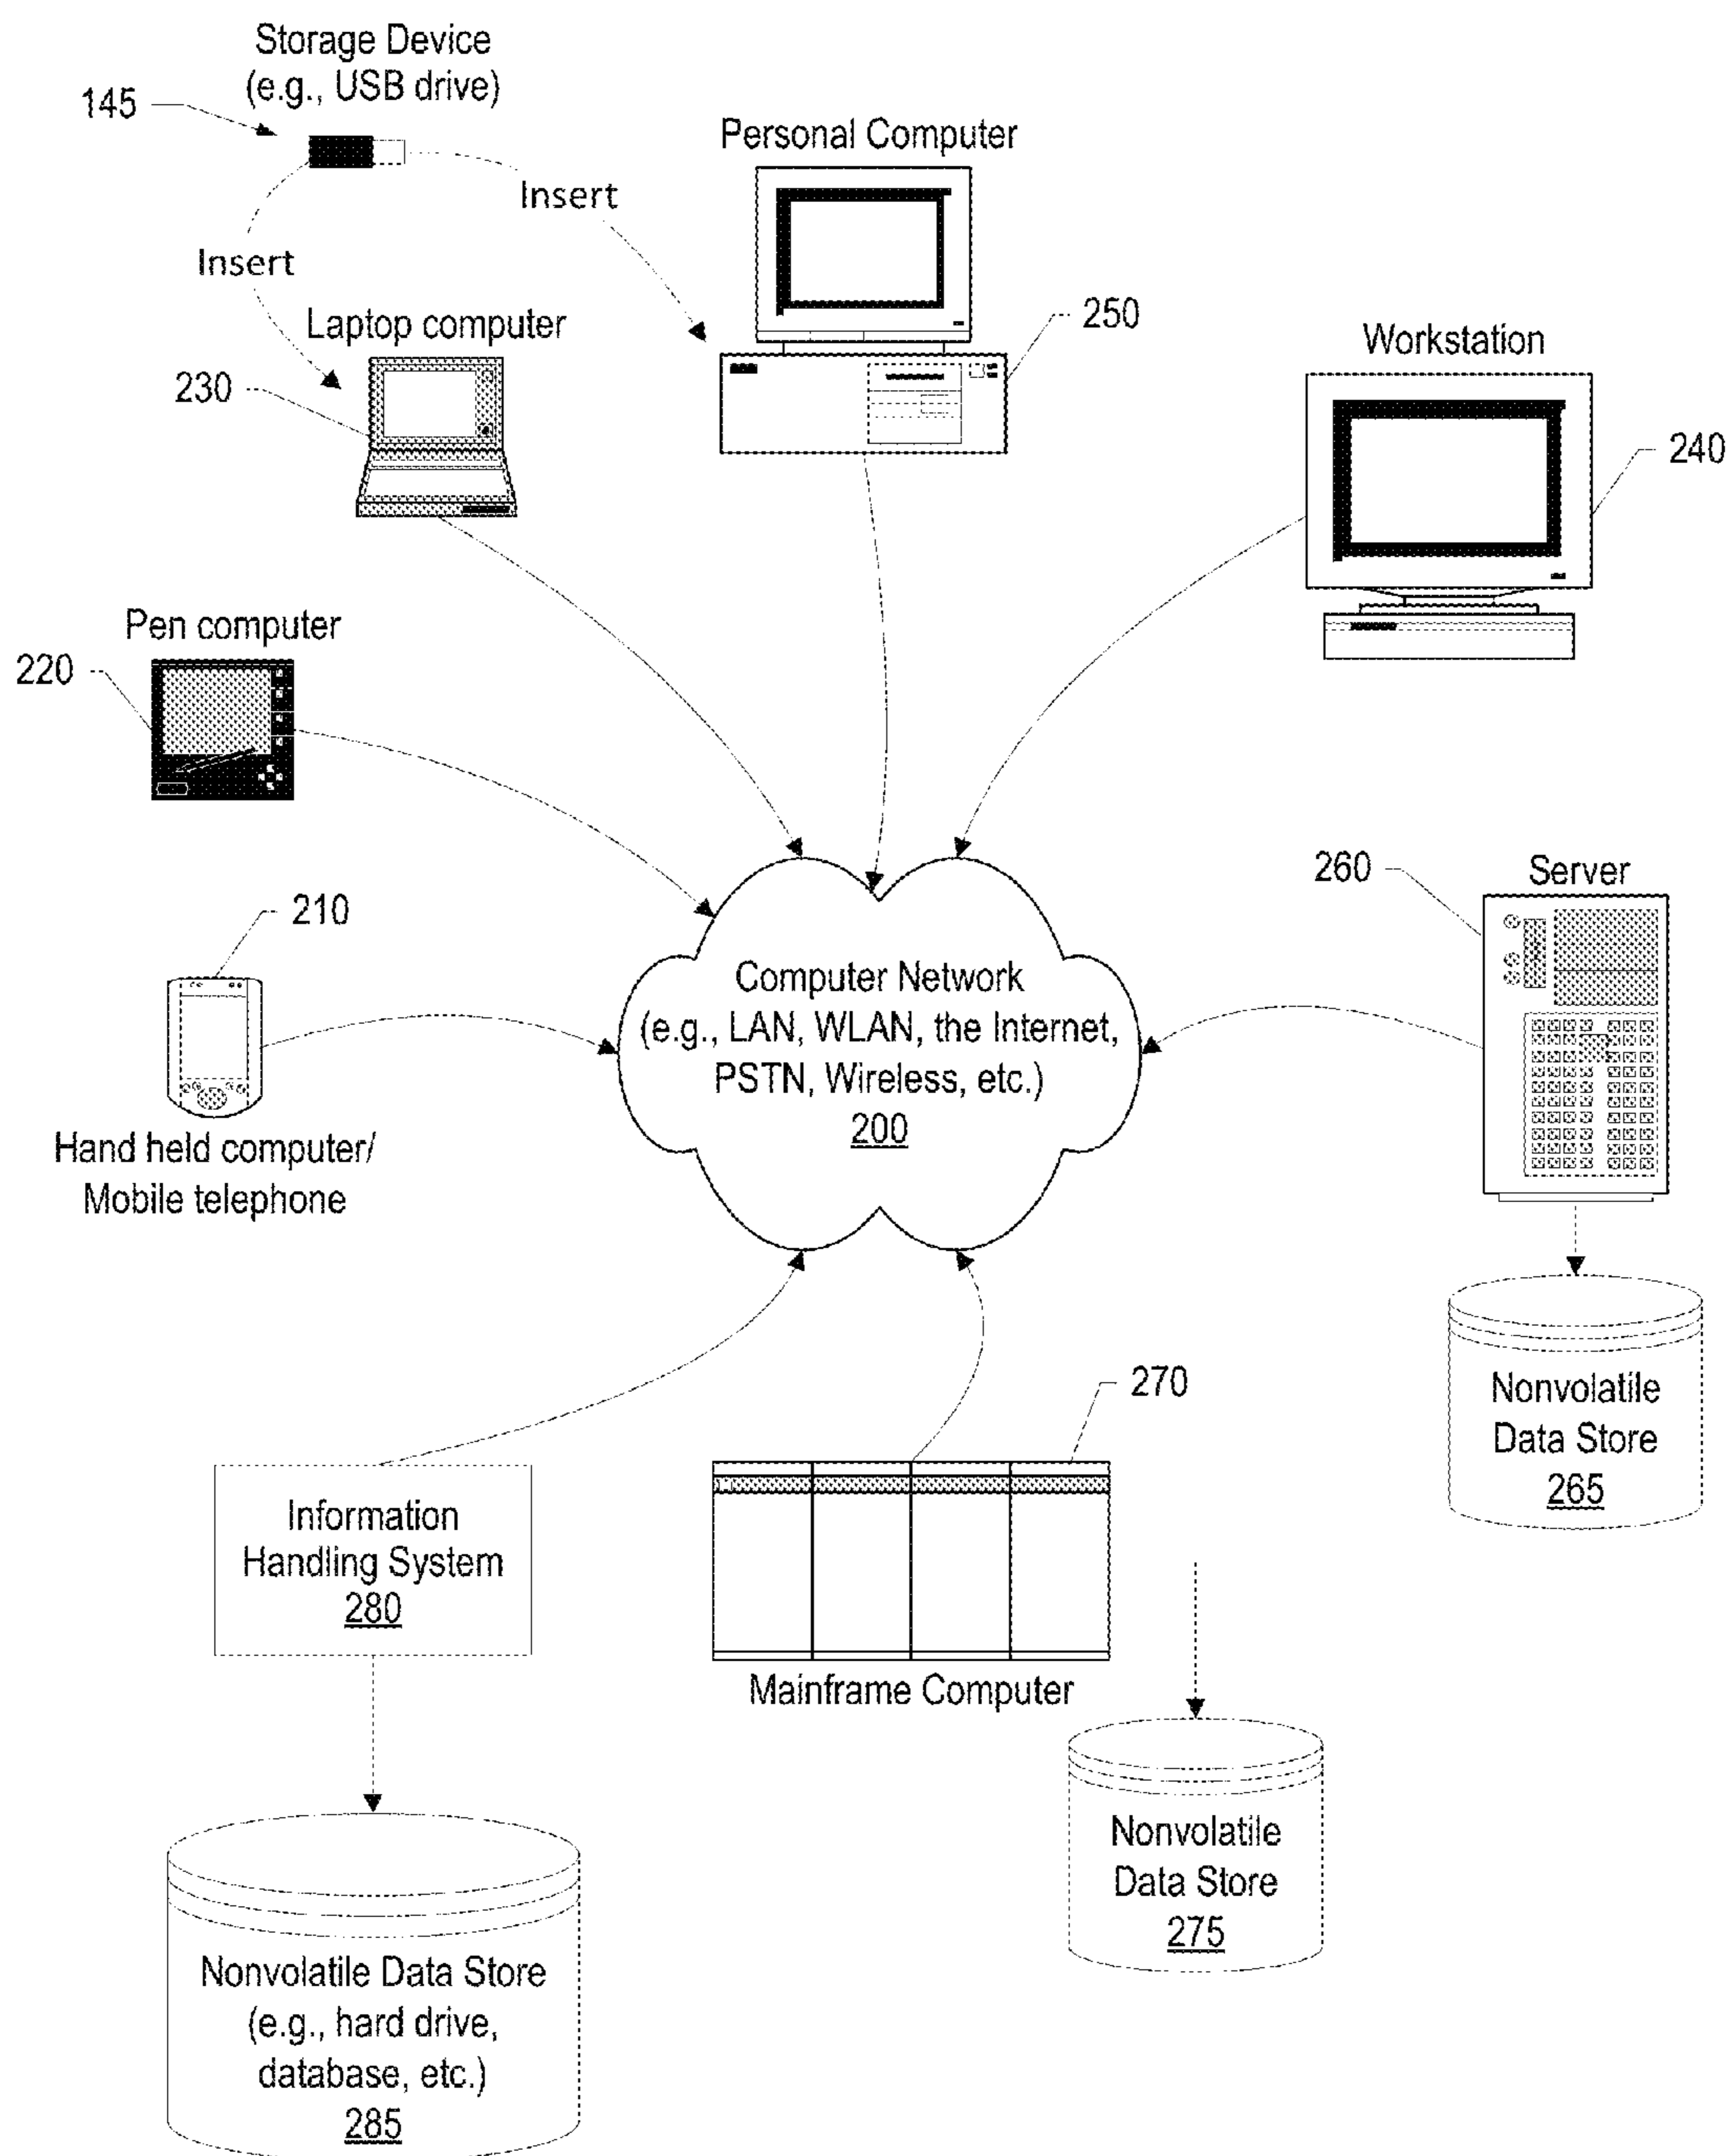 Storage Device
(e.g., USB drive)
145
Personal Computer
Insert
Insert
Laptop computer
250
Workstation
230
240
Pen computer
220
260
Server
210
Computer Network
(e.g., LAN, WLAN, the Internet,
PSTN, Wireless, etc.)
200
Hand held computer/
Mobile telephone
270
Nonvolatile
Data Store
265
Information
Handling System
280
Mainframe Computer
Nonvolatile
Data Store
275
Nonvolatile Data Store
(e.g., hard drive,
database, etc.)
285